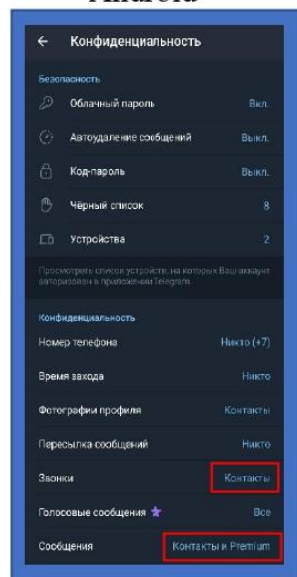 Android
Конфиденциальность
Безопасность
Облачный пароль Вкл.
Автоудаление сообщений Выкл.
Код-пароль Выкл.
Чёрный список 8
Устройства 2
Просмотреть список устройств, на которых Ваш аккаунт
авторизован в приложении Telegram.
Конфиденциальность
Номер телефона Никто (+7)
Время захода Никто
Фотографии профиля Контакты
Пересылка сообщений Никто
Звонки Контакты
Голосовые сообщения Все
Сообщения Контакты и Premium